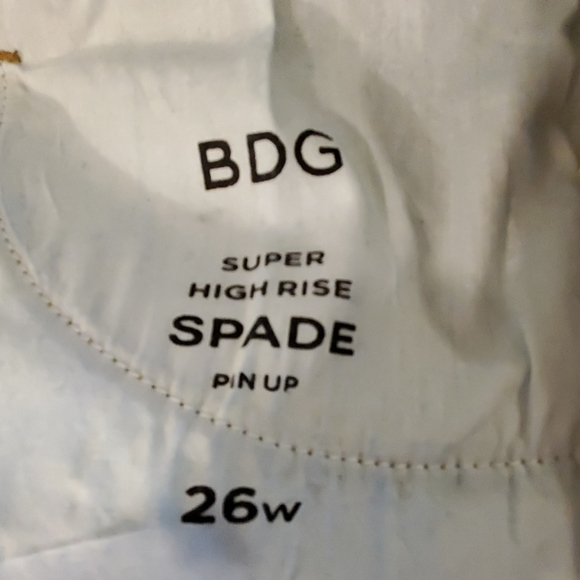 BDG
SUPER
HIGH RISE
SPADE
PIN UP
26W